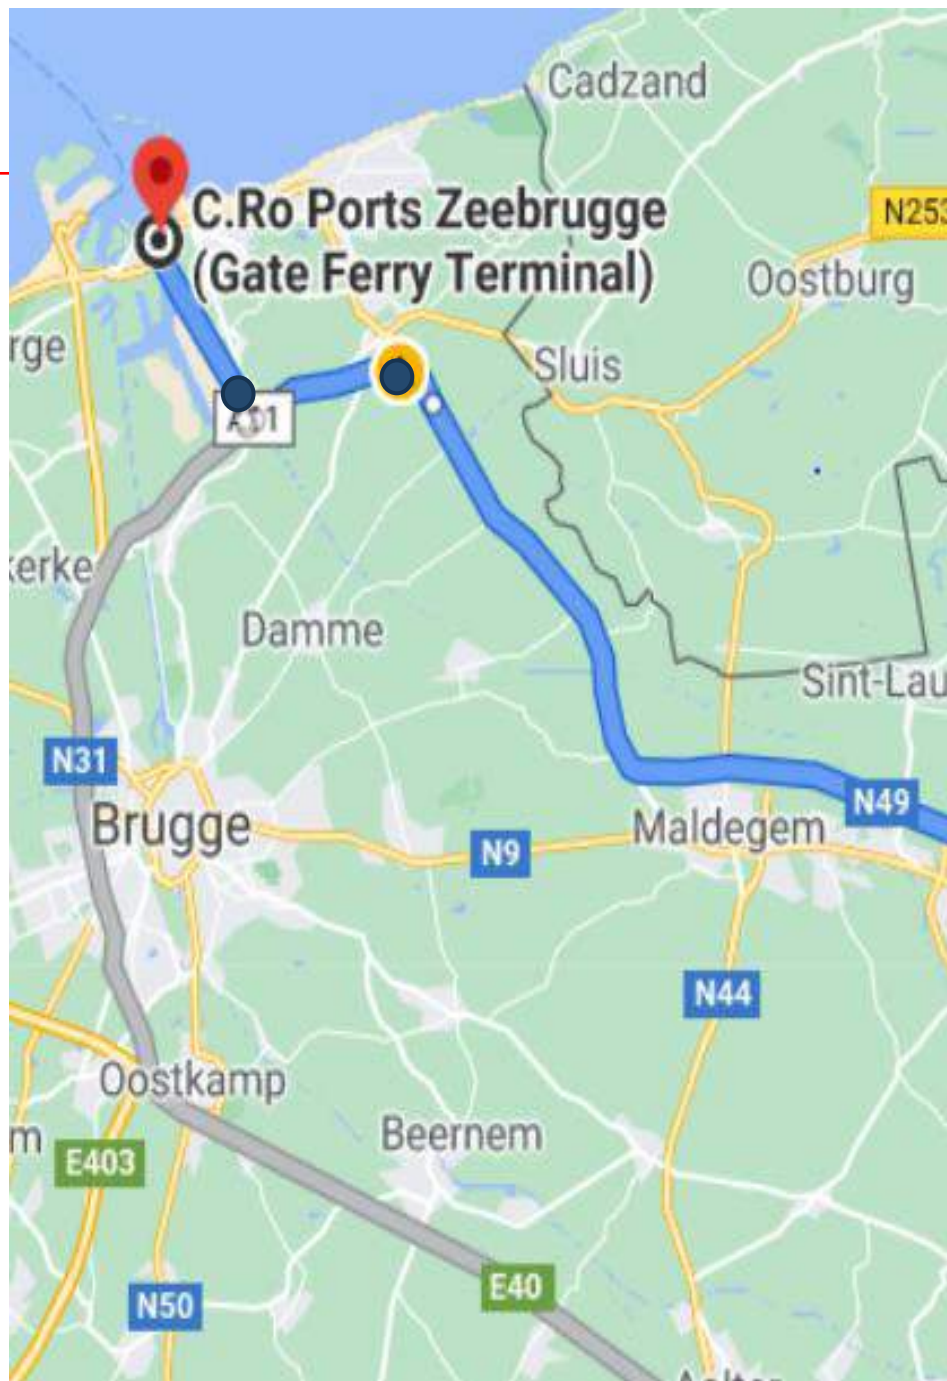 Cadzand
C.Ro Ports Zeebrugge
(Gate Ferry Terminal)
N253
Oostburg
rge
Sluis
kerke
Damme
Sint-Lau
N31
N49
Brugge
Maldegem
N9
N44
Oostkamp
Beernem
m
E403
E40
N50